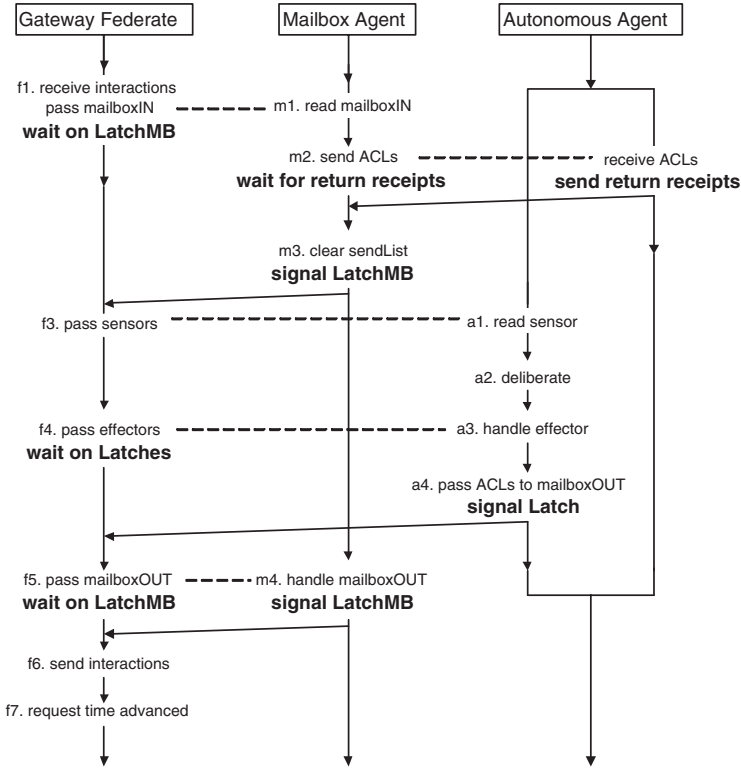 Gateway Federate
Mailbox Agent
Autonomous Agent
f1. receive interactions
pass mailboxIN
wait on LatchMB
m1. read mailboxIN
m2. send ACLs
wait for return receipts
receive ACLs
send return receipts
m3. clear sendList
signal LatchMB
f3. pass sensors
a1. read sensor
a2. deliberate
f4. pass effectors
wait on Latches
a3. handle effector
a4. pass ACLs to mailboxOUT
signal Latch
f5. pass mailboxOUT
wait on LatchMB
m4. handle mailboxOUT
signal LatchMB
f6. send interactions
f7. request time advanced